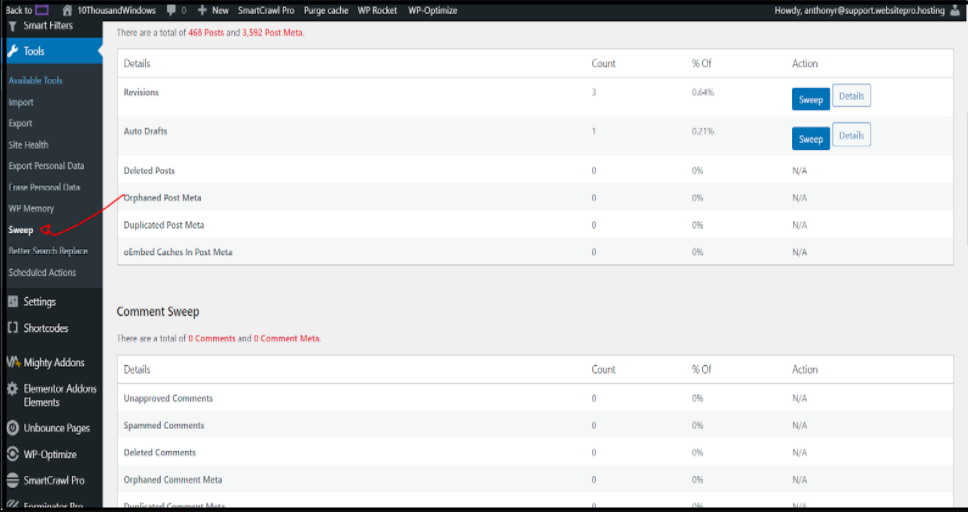 Back to 10ThousandWindows 0 New SmartCrawl Pro Purge cache WP Rocket WP-Optimize Howdy, anthonyr@support.websitepro.hosting
Smart Filters
Tools
Available Tools
Import
Export
Site Health
Export Personal Data
Erase Personal Data
WP Memory
Sweep
Better Search Replace
Scheduled Actions
Settings
Shortcodes
Mighty Addons
Elementor Addons
Elements
Unbounce Pages
WP-Optimize
SmartCrawl Pro
Forminator Pro
There are a total of 468 Posts and 3,592 Post Meta.
Details Count % Of Action
Revisions 3 0.64% Sweep Details
Auto Drafts 1 0.21% Sweep Details
Deleted Posts 0 0% N/A
Orphaned Post Meta 0 0% N/A
Duplicated Post Meta 0 0% N/A
oEmbed Caches In Post Meta 0 0% N/A
Comment Sweep
There are a total of 0 Comments and 0 Comment Meta.
Details Count % Of Action
Unapproved Comments 0 0% N/A
Spammed Comments 0 0% N/A
Deleted Comments 0 0% N/A
Orphaned Comment Meta 0 0% N/A
Duplicated Comment Meta 0 0% N/A